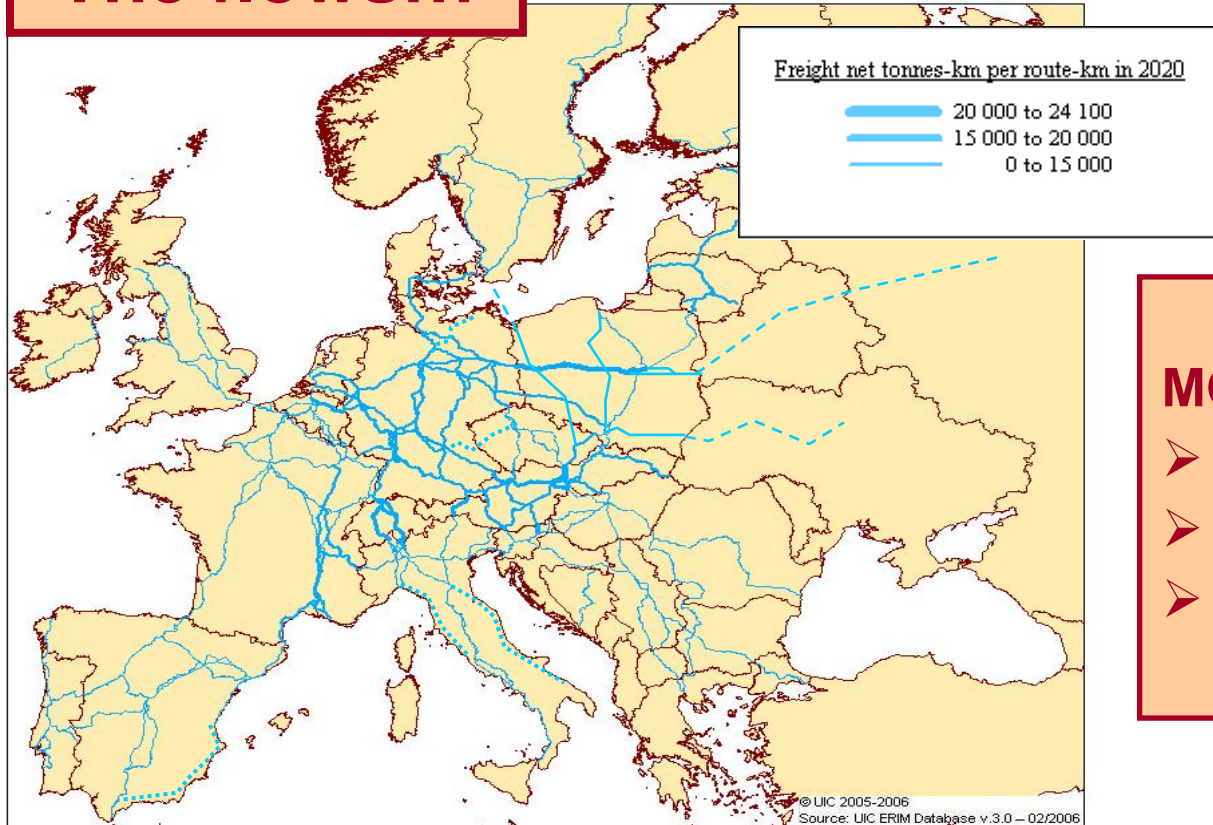 Freight net tonnes-km per route-km in 2020
20 000 to 24 100
15 000 to 20 000
0 to 15 000
© UIC 2005-2006
Source: UIC ERIM Database v.3.0 – 02/2006